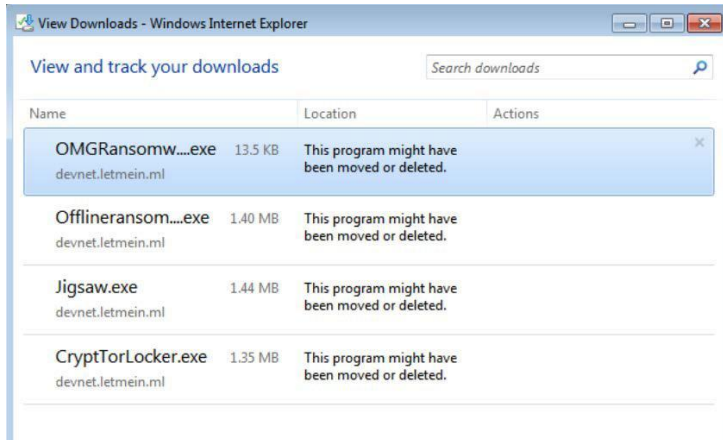 View Downloads - Windows Internet Explorer
View and track your downloads
Search downloads
Name Location Actions
OMGRansomw....exe 13.5 KB This program might have
been moved or deleted.
devnet.letmein.ml
Offlineransom....exe 1.40 MB This program might have
been moved or deleted.
devnet.letmein.ml
Jigsaw.exe 1.44 MB This program might have
been moved or deleted.
devnet.letmein.ml
CryptTorLocker.exe 1.35 MB This program might have
been moved or deleted.
devnet.letmein.ml